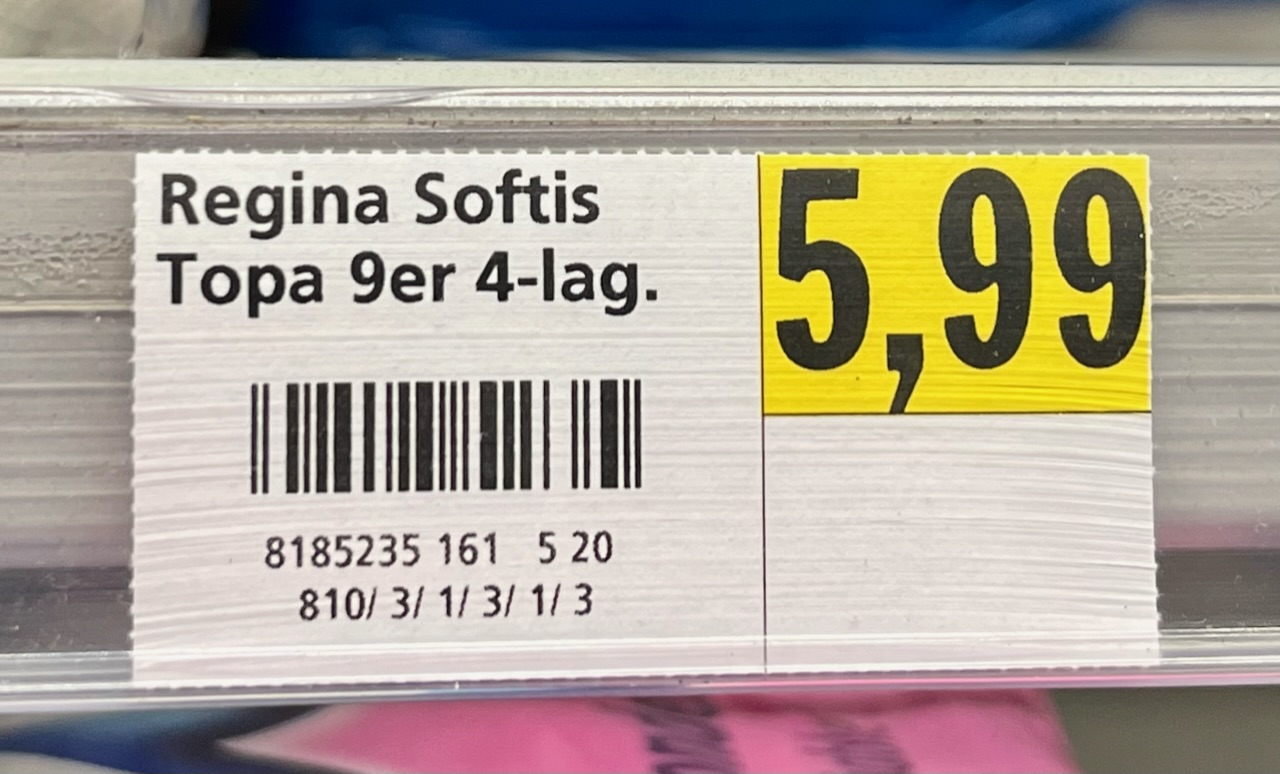 Regina Softis
Topa 9er 4-lag.
5,99
8185235 161 5 20
810/ 3/ 1/ 3/ 1/ 3